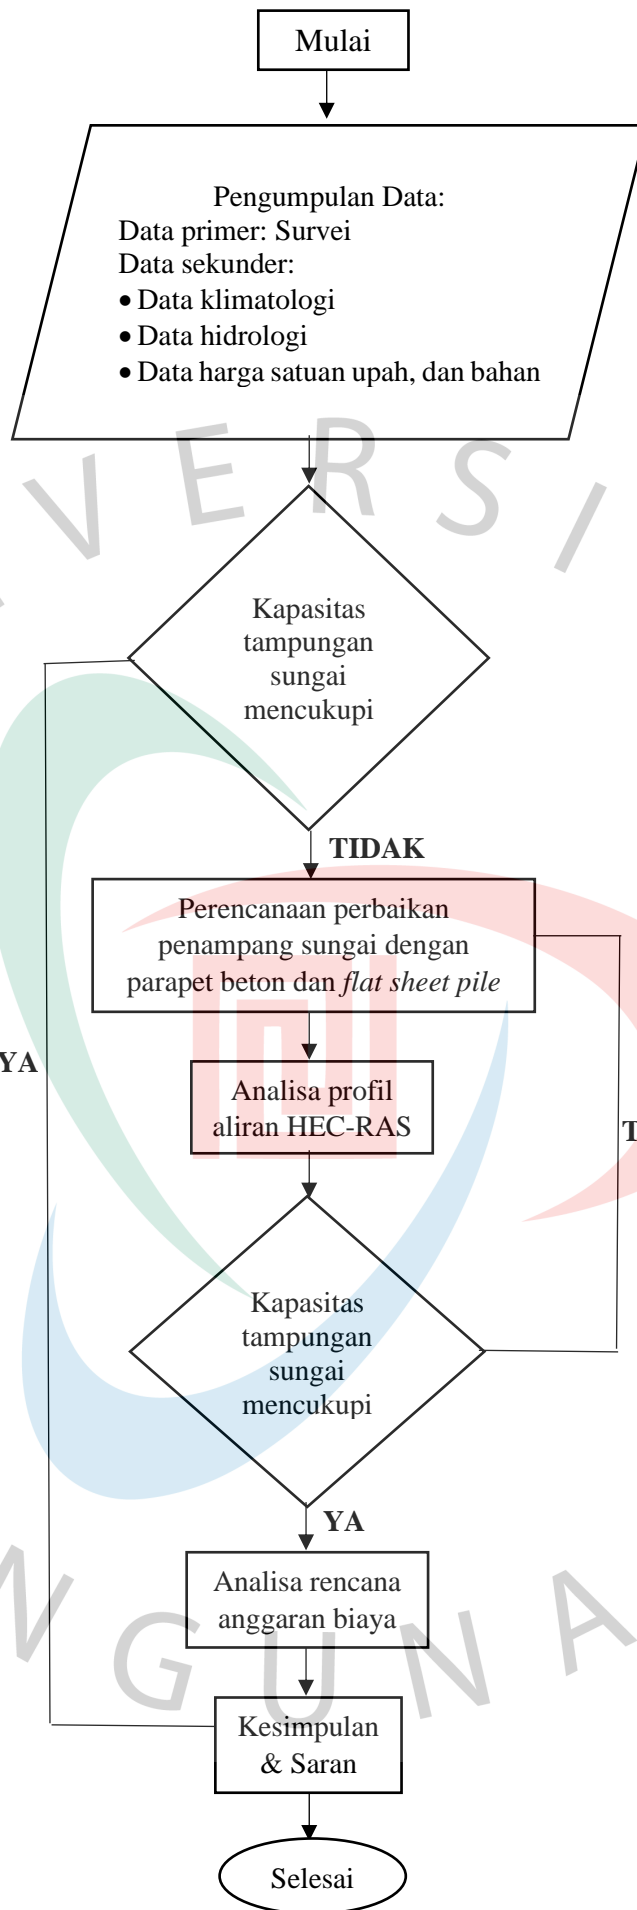 Mulai
Pengumpulan Data:
Data primer: Survei
Data sekunder:
• Data klimatologi
• Data hidrologi
• Data harga satuan upah, dan bahan
V E R S I
Kapasitas
tampungan
sungai
mencukupi
TIDAK
Perencanaan perbaikan
penampang sungai dengan
parapet beton dan flat sheet pile
YA
Analisa profil
aliran HEC-RAS
T
Kapasitas
tampungan
sungai
mencukupi
YA
Analisa rencana
anggaran biaya
N G U N A
Kesimpulan
& Saran
Selesai